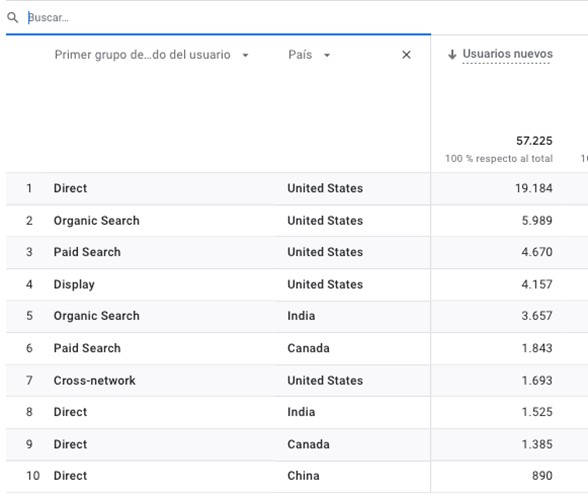 Buscar...
Primer grupo de...do del usuario País Usuarios nuevos
57.225
100 % respecto al total 1
1 Direct United States 19.184
2 Organic Search United States 5.989
3 Paid Search United States 4.670
4 Display United States 4.157
5 Organic Search India 3.657
6 Paid Search Canada 1.843
7 Cross-network United States 1.693
8 Direct India 1.525
9 Direct Canada 1.385
10 Direct China 890